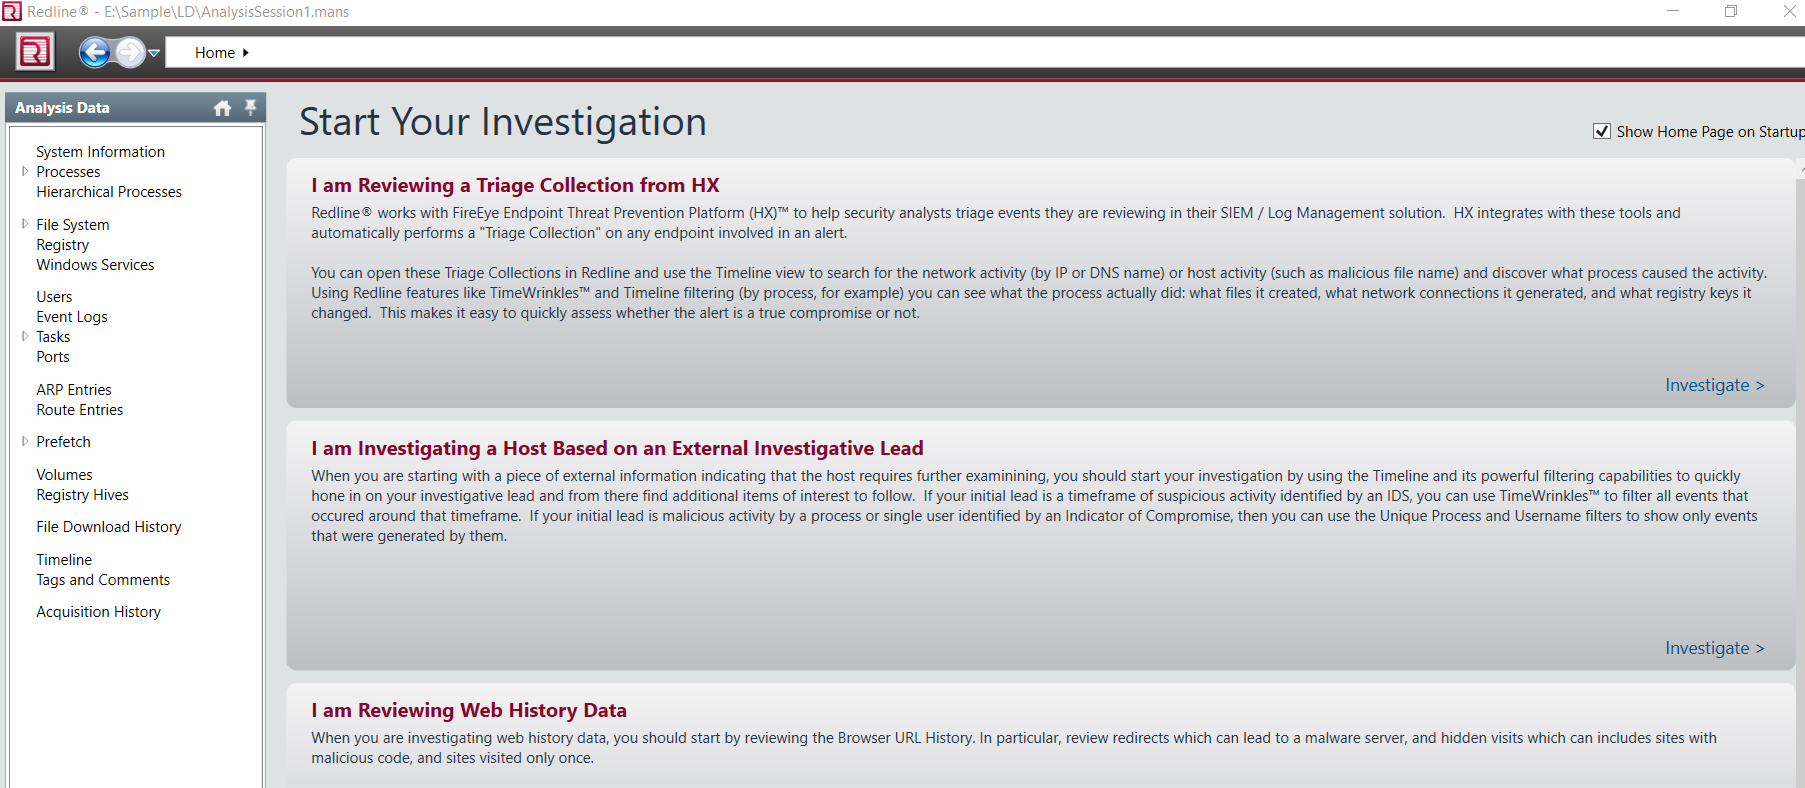 Redline® - E:\Sample\LD\AnalysisSession1.mans
R
Home
Analysis Data
System Information
Processes
Hierarchical Processes
File System
Registry
Windows Services
Users
Event Logs
Tasks
Ports
ARP Entries
Route Entries
Prefetch
Volumes
Registry Hives
File Download History
Timeline
Tags and Comments
Acquisition History
Start Your Investigation
Show Home Page on Startup
I am Reviewing a Triage Collection from HX
Redline® works with FireEye Endpoint Threat Prevention Platform (HX)™ to help security analysts triage events they are reviewing in their SIEM / Log Management solution.  HX integrates with these tools and
automatically performs a "Triage Collection" on any endpoint involved in an alert.
You can open these Triage Collections in Redline and use the Timeline view to search for the network activity (by IP or DNS name) or host activity (such as malicious file name) and discover what process caused the activity.
Using Redline features like TimeWrinkles™ and Timeline filtering (by process, for example) you can see what the process actually did: what files it created, what network connections it generated, and what registry keys it
changed.  This makes it easy to quickly assess whether the alert is a true compromise or not.
Investigate >
I am Investigating a Host Based on an External Investigative Lead
When you are starting with a piece of external information indicating that the host requires further examinining, you should start your investigation by using the Timeline and its powerful filtering capabilities to quickly
hone in on your investigative lead and from there find additional items of interest to follow.  If your initial lead is a timeframe of suspicious activity identified by an IDS, you can use TimeWrinkles™ to filter all events that
occured around that timeframe.  If your initial lead is malicious activity by a process or single user identified by an Indicator of Compromise, then you can use the Unique Process and Username filters to show only events
that were generated by them.
Investigate >
I am Reviewing Web History Data
When you are investigating web history data, you should start by reviewing the Browser URL History. In particular, review redirects which can lead to a malware server, and hidden visits which can includes sites with
malicious code, and sites visited only once.